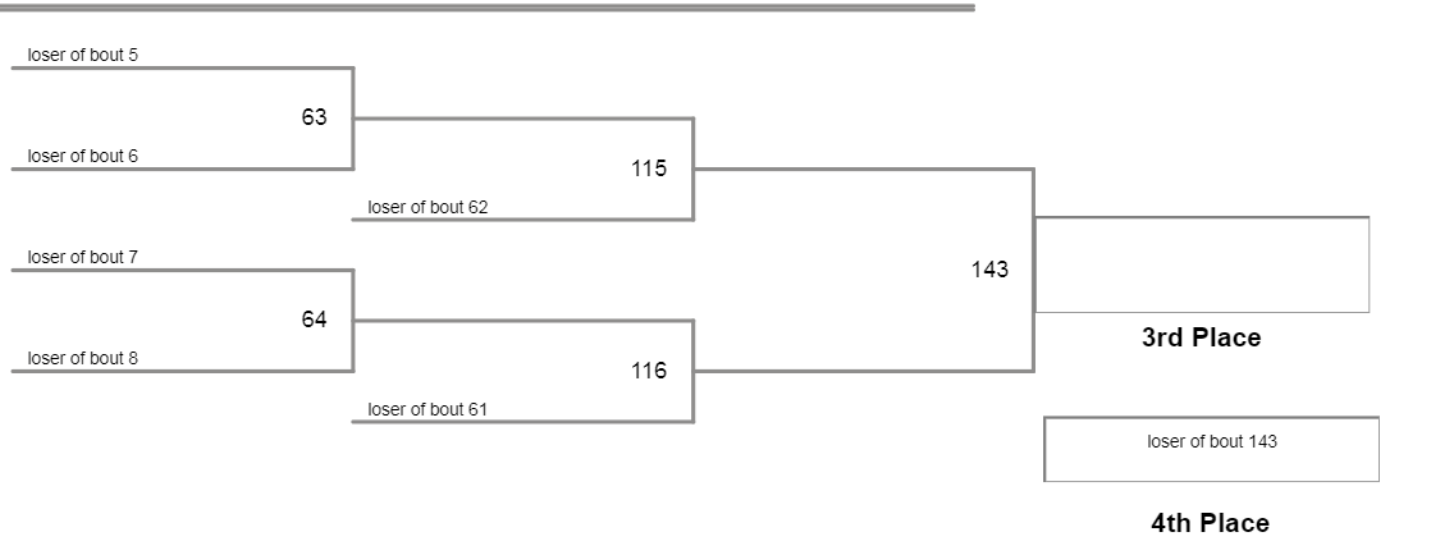 loser of bout 5
63
loser of bout 6
115
loser of bout 62
loser of bout 7
143
64
3rd Place
loser of bout 8
116
loser of bout 61
loser of bout 143
4th Place